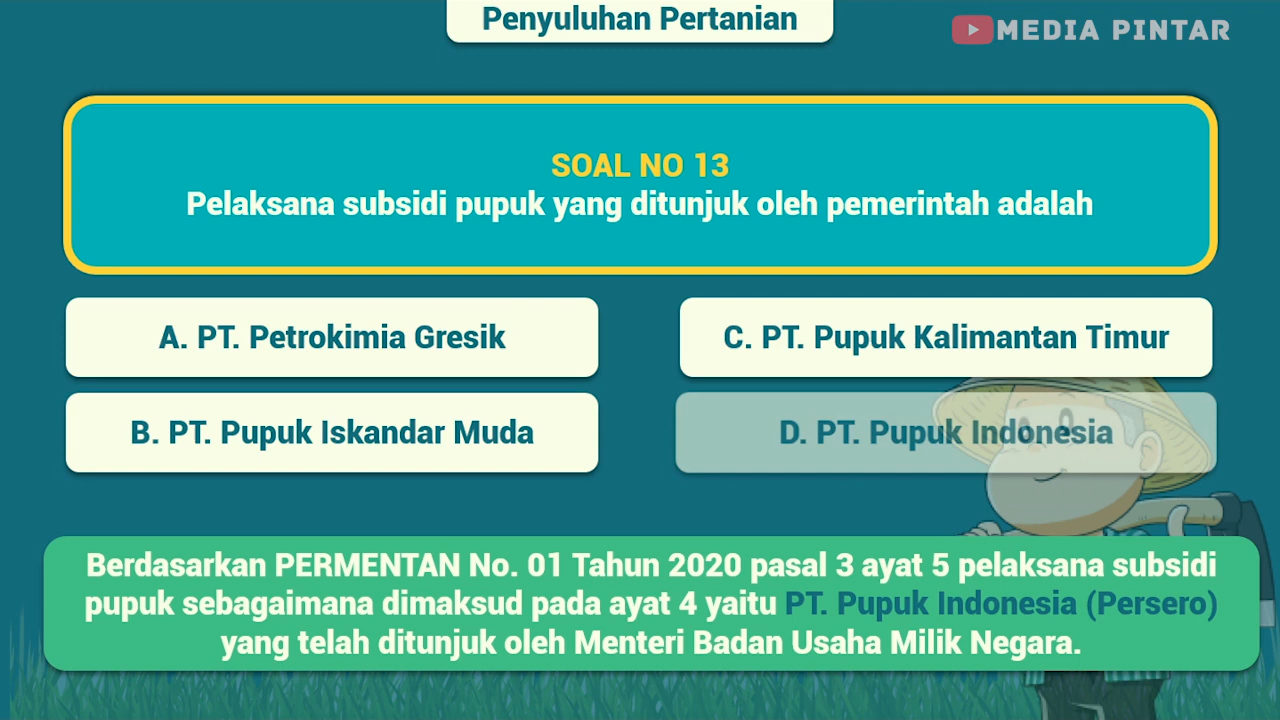 Penyuluhan Pertanian
MEDIA PINTAR
SOAL NO 13
Pelaksana subsidi pupuk yang ditunjuk oleh pemerintah adalah
A. PT. Petrokimia Gresik
C. PT. Pupuk Kalimantan Timur
B. PT. Pupuk Iskandar Muda
D. PT. Pupuk Indonesia
Berdasarkan PERMENTAN No. 01 Tahun 2020 pasal 3 ayat 5 pelaksana subsidi
pupuk sebagaimana dimaksud pada ayat 4 yaitu PT. Pupuk Indonesia (Persero)
yang telah ditunjuk oleh Menteri Badan Usaha Milik Negara.